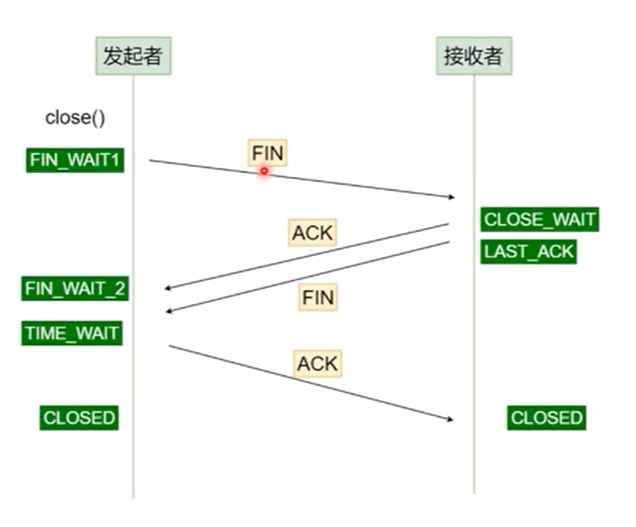 发起者
接收者
close()
FIN_WAIT1
FIN
CLOSE_WAIT
ACK
LAST_ACK
FIN_WAIT_2
FIN
TIME_WAIT
ACK
CLOSED
CLOSED